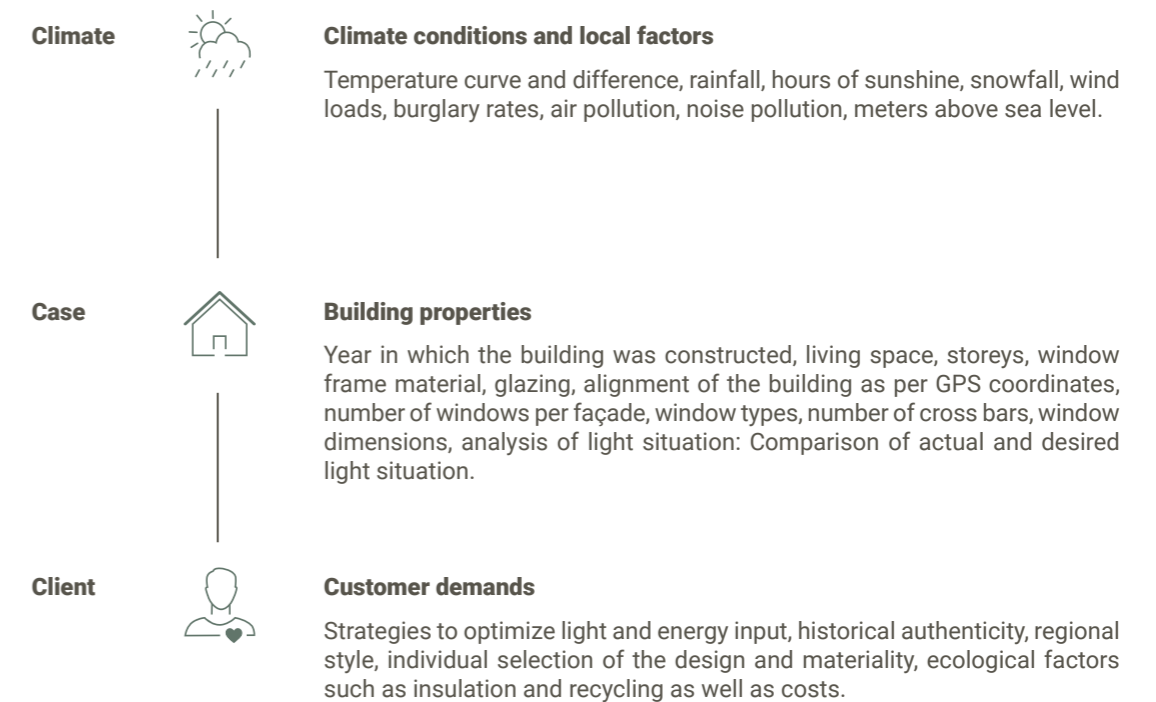 Climate
Climate conditions and local factors
Temperature curve and difference, rainfall, hours of sunshine, snowfall, wind
loads, burglary rates, air pollution, noise pollution, meters above sea level.
Case
Building properties
Year in which the building was constructed, living space, storeys, window
frame material, glazing, alignment of the building as per GPS coordinates,
number of windows per façade, window types, number of cross bars, window
dimensions, analysis of light situation: Comparison of actual and desired
light situation.
Client
Customer demands
Strategies to optimize light and energy input, historical authenticity, regional
style, individual selection of the design and materiality, ecological factors
such as insulation and recycling as well as costs.